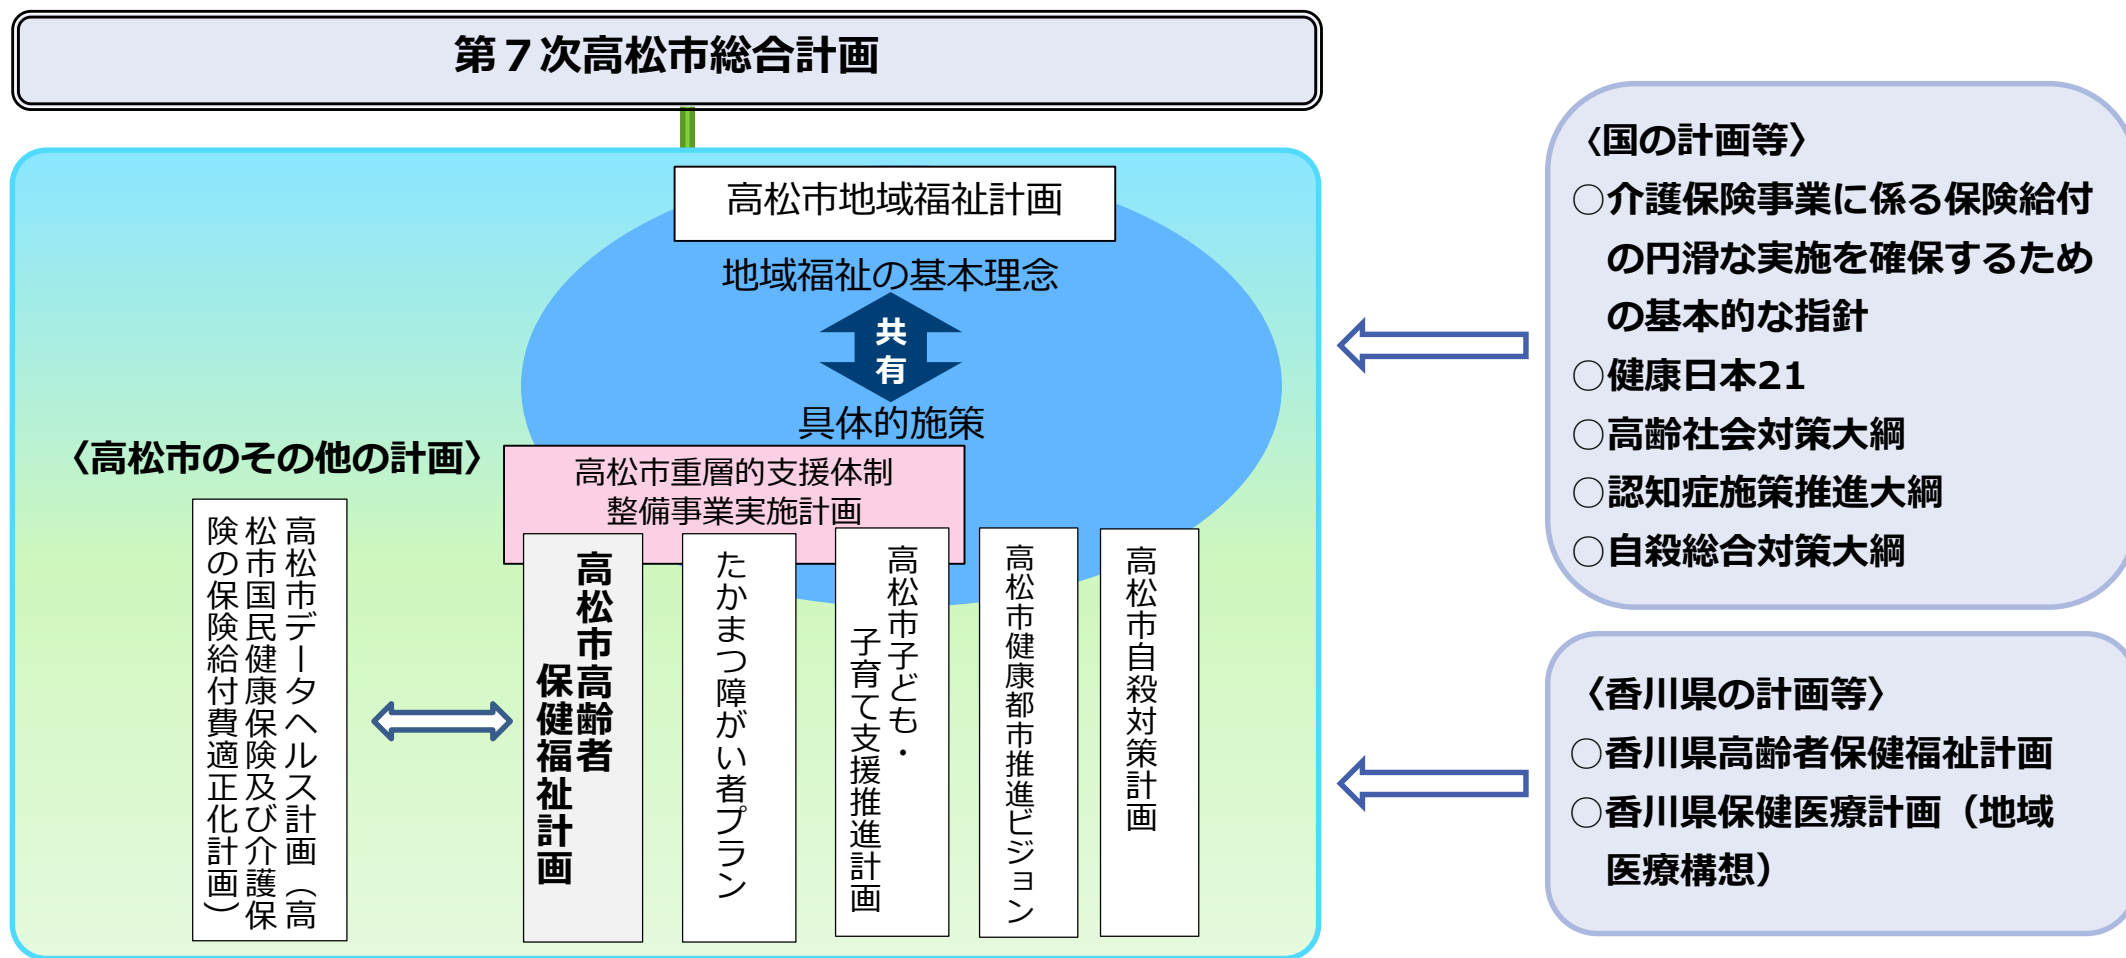 第７次高松市総合計画
高松市地域福祉計画
地域福祉の基本理念
共
有
具体的施策
〈高松市のその他の計画〉
高松市重層的支援体制
整備事業実施計画
高松市データヘルス計画（高
松市国民健康保険及び介護保
険の保険給付費適正化計画）
高松市高齢者
保健福祉計画
たかまつ障がい者プラン
高松市子ども・
子育て支援推進計画
高松市健康都市推進ビジョン
高松市自殺対策計画
〈国の計画等〉
○介護保険事業に係る保険給付
の円滑な実施を確保するため
の基本的な指針
○健康日本21
○高齢社会対策大綱
○認知症施策推進大綱
○自殺総合対策大綱
〈香川県の計画等〉
○香川県高齢者保健福祉計画
○香川県保健医療計画（地域
医療構想）